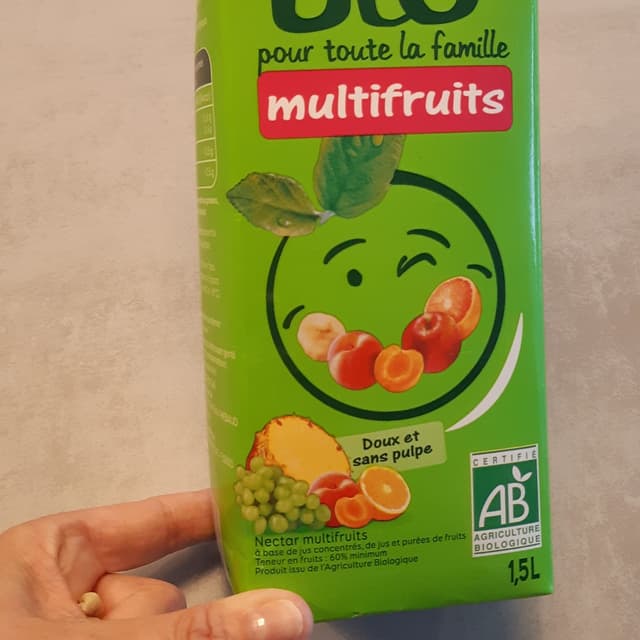 bio
pour toute la famille
multifruits
Doux et
sans pulpe
CERTIFIÉ
AB
AGRICULTURE
BIOLOGIQUE
Nectar multifruits
à base de jus concentrés, de jus et purées de fruits
Teneur en fruits : 60% minimum
Produit issu de l'Agriculture Biologique
1,5L